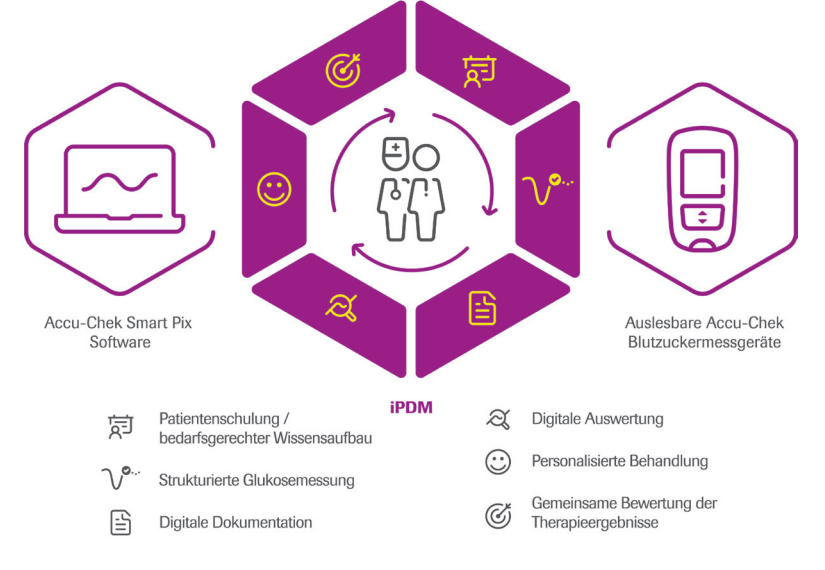 Accu-Chek Smart Pix
Software
Auslesbare Accu-Chek
Blutzuckermessgeräte
iPDM
Patientenschulung /
bedarfsgerechter Wissensaufbau
Strukturierte Glukosemessung
Digitale Dokumentation
Digitale Auswertung
Personalisierte Behandlung
Gemeinsame Bewertung der
Therapieergebnisse